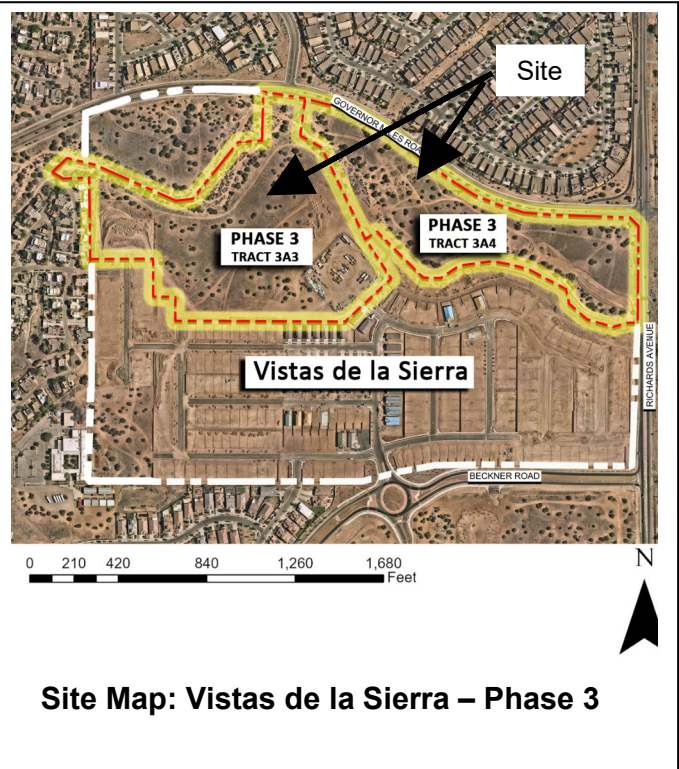 Site
GOVERNOR MILES ROAD
PHASE 3
TRACT 3A3
PHASE 3
TRACT 3A4
Vistas de la Sierra
RICHARDS AVENUE
BECKNER ROAD
0 210 420 840 1,260 1,680
Feet
N
Site Map: Vistas de la Sierra – Phase 3